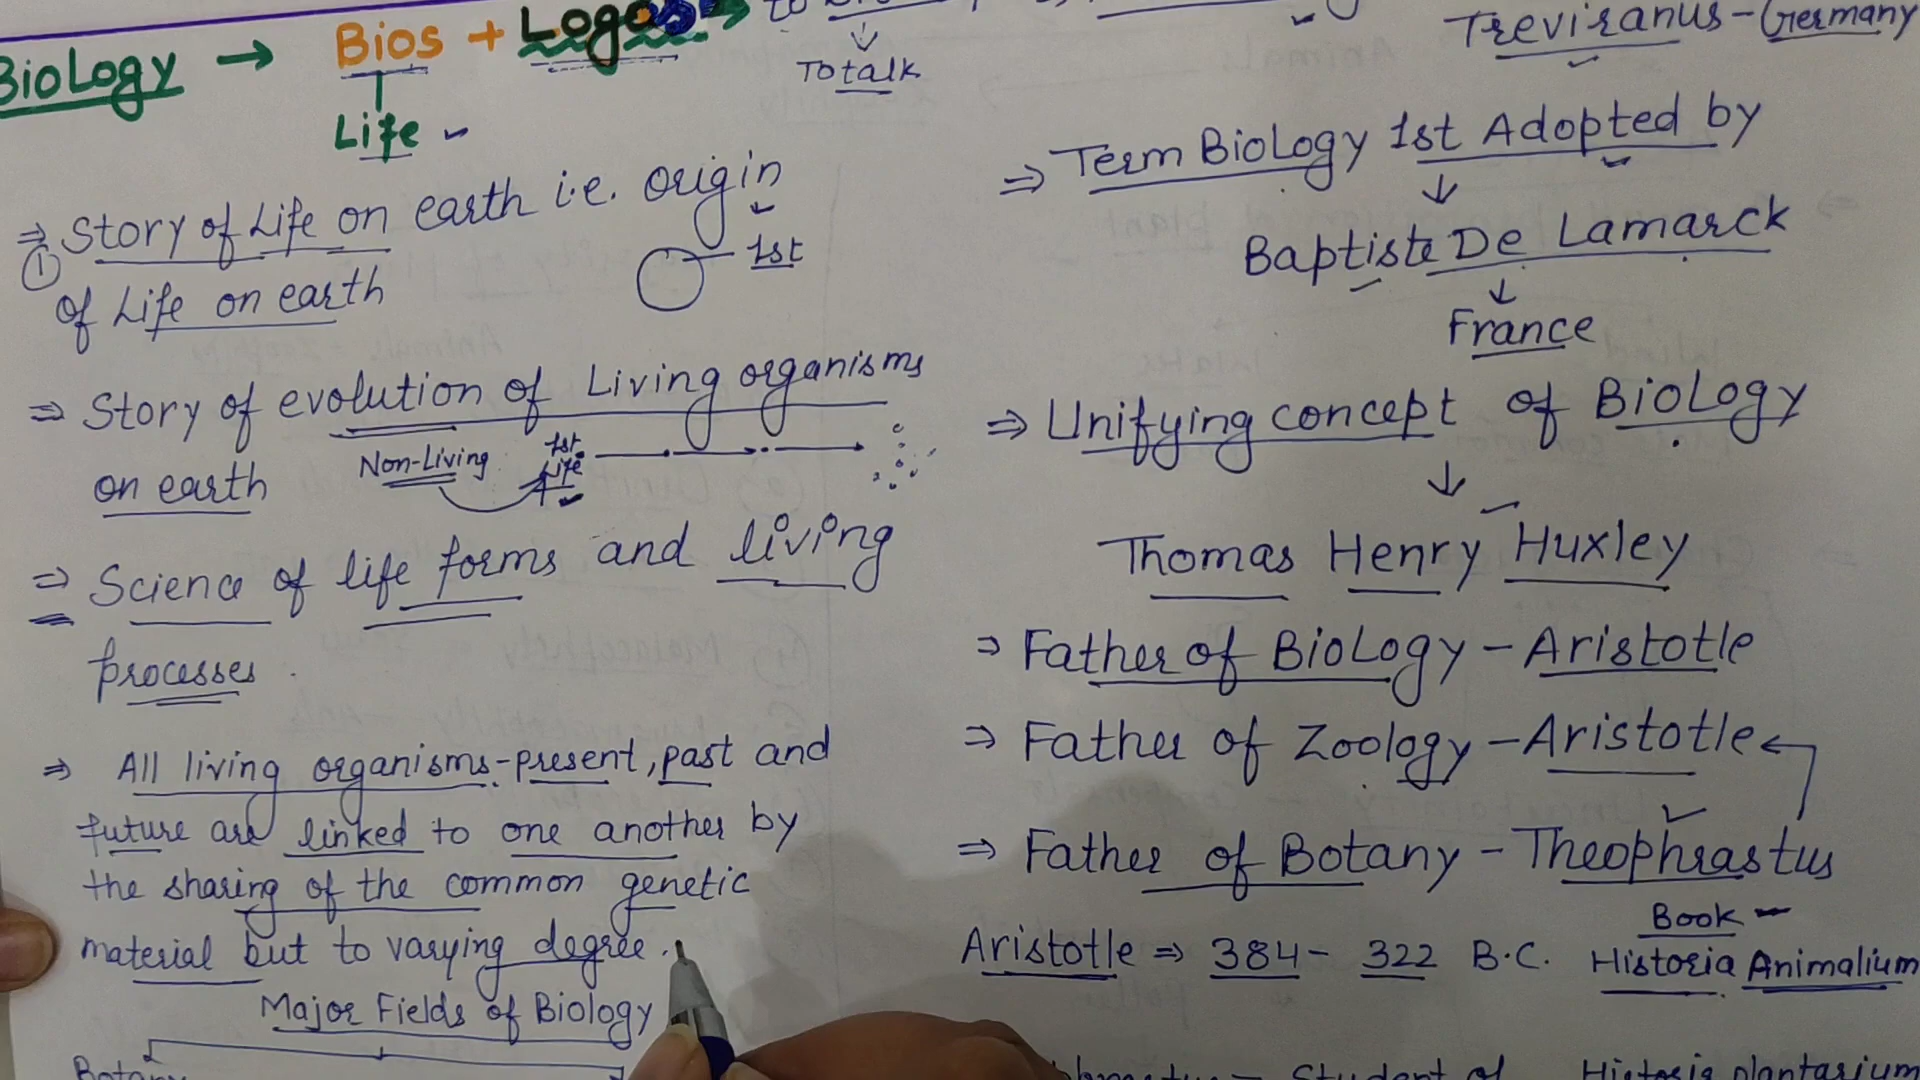 Biology → Bios + Logos →
To talk
Life
⇒ Story of Life on earth i.e. origin
1
of Life on earth
1st
⇒ Story of evolution of Living organisms
on earth
Non-Living
1st
Life
⇒ Science of life forms and living
processes.
⇒ All living organisms-present, past and
future are linked to one another by
the sharing of the common genetic
material but to varying degree.
Major Fields of Biology
Botany
Treviranus - Germany
⇒ Term Biology 1st Adopted by
↓
Baptiste De Lamarck
↓
France
⇒ Unifying concept of Biology
↓
Thomas Henry Huxley
⇒ Father of Biology - Aristotle
⇒ Father of Zoology - Aristotle
⇒ Father of Botany - Theophrastus
Aristotle ⇒ 384 - 322 B.C.
Book -
Historia Animalium
- Student of
Historia plantarium